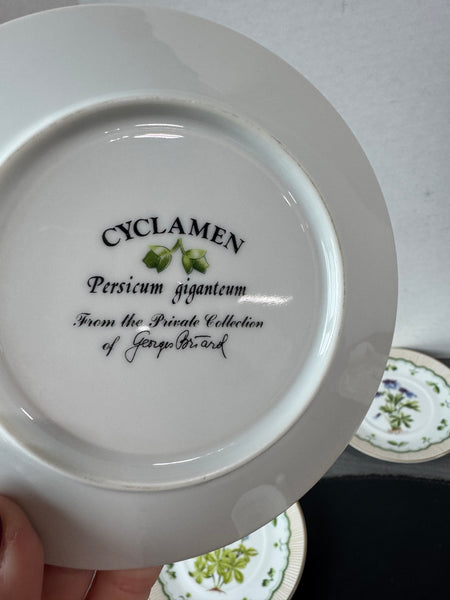 CYCLAMEN
Persicum giganteum
From the Private Collection
of Georges Briard